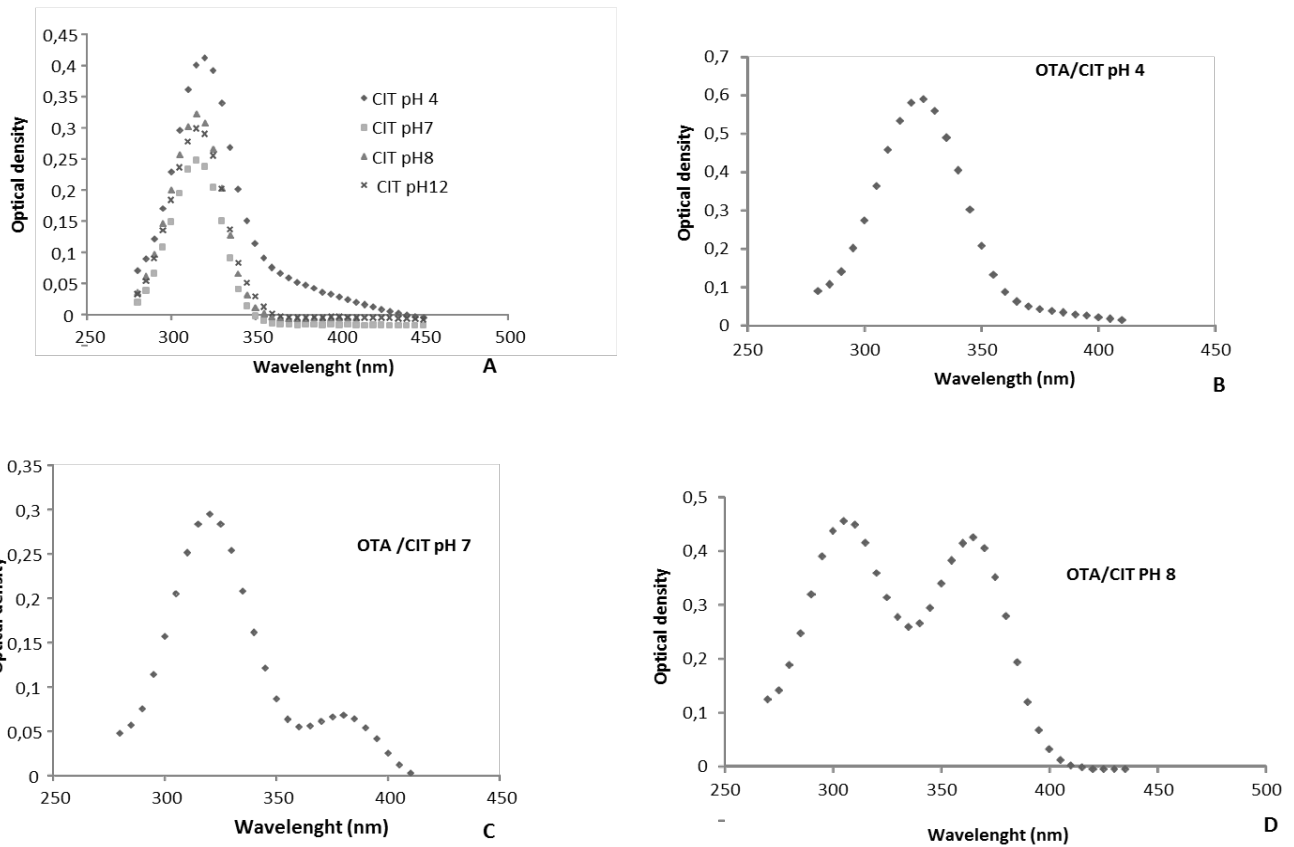 0,45
0,4
0,35
0,3
0,25
0,2
0,15
0,1
0,05
0
250 300 350 400 450 500
Optical density
Wavelenght (nm)
CIT pH 4
CIT pH7
CIT pH8
CIT pH12
A
0,7
0,6
0,5
0,4
0,3
0,2
0,1
0
250 300 350 400 450
Optical density
Wavelength (nm)
OTA/CIT pH 4
B
0,35
0,3
0,25
0,2
0,15
0,1
0,05
0
250 300 350 400 450
Optical density
Wavelenght (nm)
OTA /CIT pH 7
C
0,5
0,4
0,3
0,2
0,1
0
250 300 350 400 450 500
Optical density
Wavelenght (nm)
OTA/CIT PH 8
D